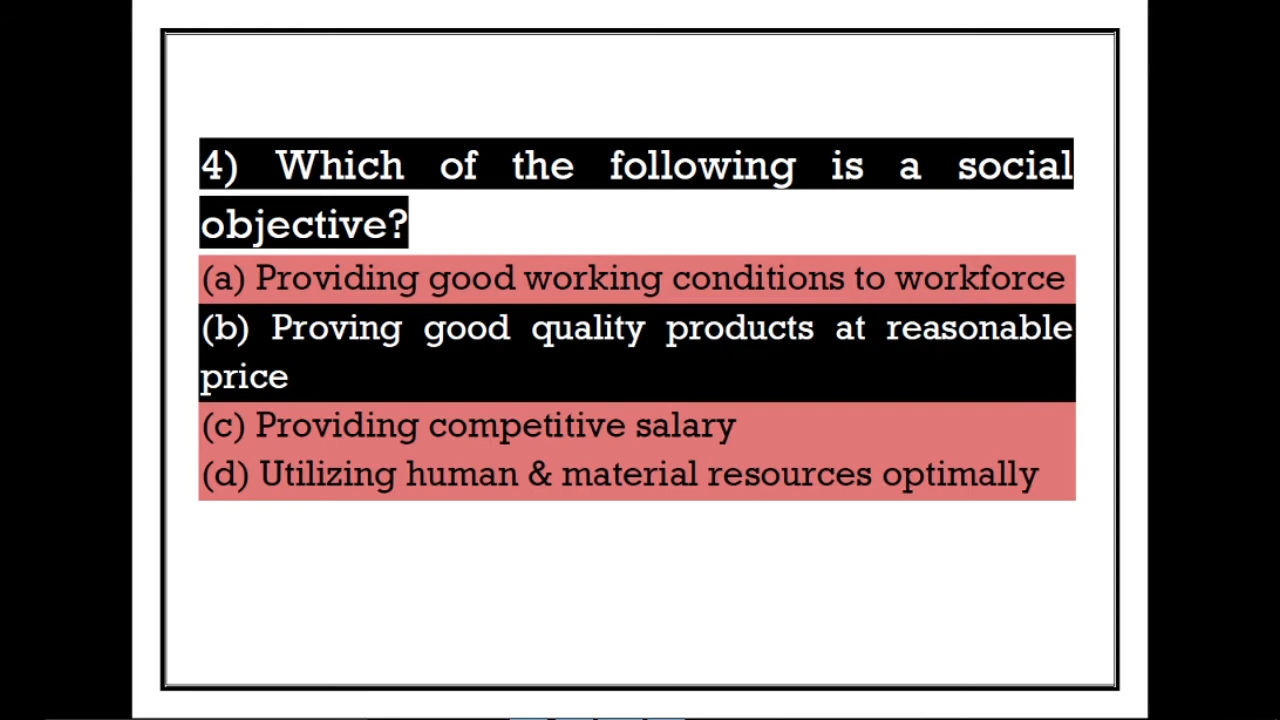 4) Which of the following is a social
objective?
(a) Providing good working conditions to workforce
(b) Proving good quality products at reasonable
price
(c) Providing competitive salary
(d) Utilizing human & material resources optimally